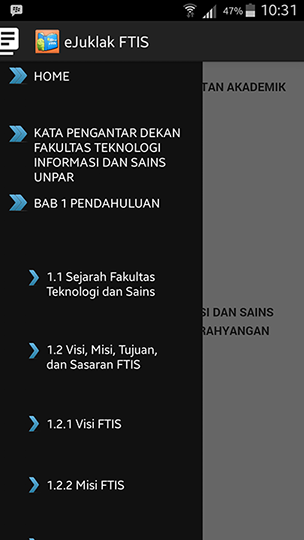 47% 10:31
eJuklak FTIS
HOME
TAN AKADEMIK
KATA PENGANTAR DEKAN
FAKULTAS TEKNOLOGI
INFORMASI DAN SAINS
UNPAR
BAB 1 PENDAHULUAN
1.1 Sejarah Fakultas
Teknologi dan Sains
SI DAN SAINS
RAHYANGAN
1.2 Visi, Misi, Tujuan,
dan Sasaran FTIS
1.2.1 Visi FTIS
1.2.2 Misi FTIS